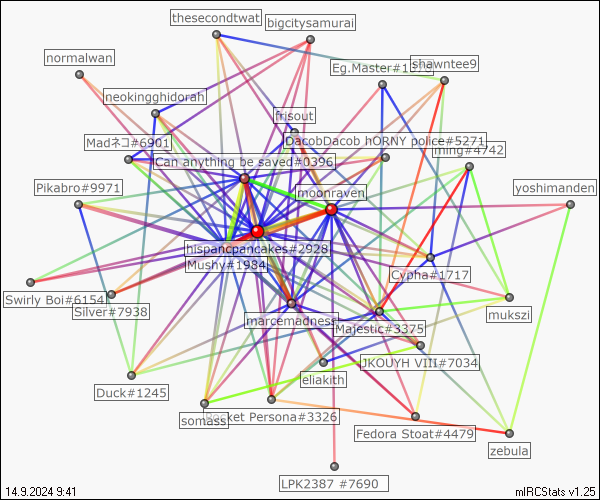 thesecondtwat
bigcitysamurai
normalwan
Eg.Master#1
shawntee9
neokingghidorah
frisout
Madネコ#6901
DacobDacob hORNY police#5271
ming#4742
Can anything be saved#0396
Pikabro#9971
moonraven
yoshimanden
hispancpancakes#2928
Mushy#1984
Cypha#1717
Swirly Boi#6154
Silver#7938
mukszi
marcemadness
Majestic#3375
JKOUYH VIII#7034
eliakith
Duck#1245
somass
Rocket Persona#3326
Fedora Stoat#4479
zebula
LPK2387 #7690
14.9.2024 9:41
mIRCStats v1.25